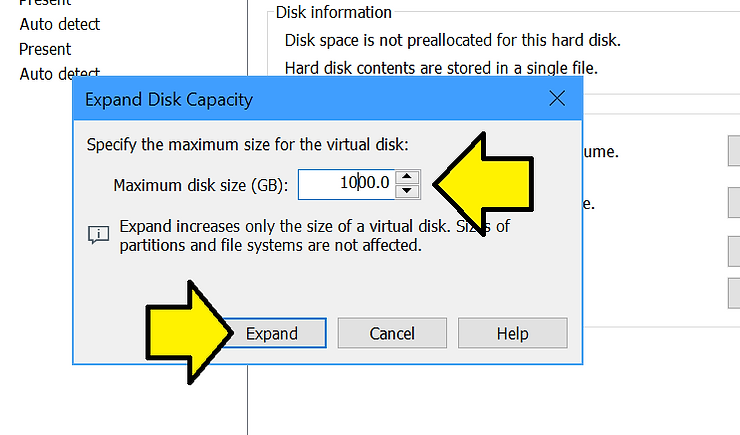 Present
Auto detect
Present
Auto detect
Disk information
Disk space is not preallocated for this hard disk.
Hard disk contents are stored in a single file.
Expand Disk Capacity
Specify the maximum size for the virtual disk:
Maximum disk size (GB): 1000.0
Expand increases only the size of a virtual disk. Sizes of
partitions and file systems are not affected.
Expand Cancel Help
ume.
e.